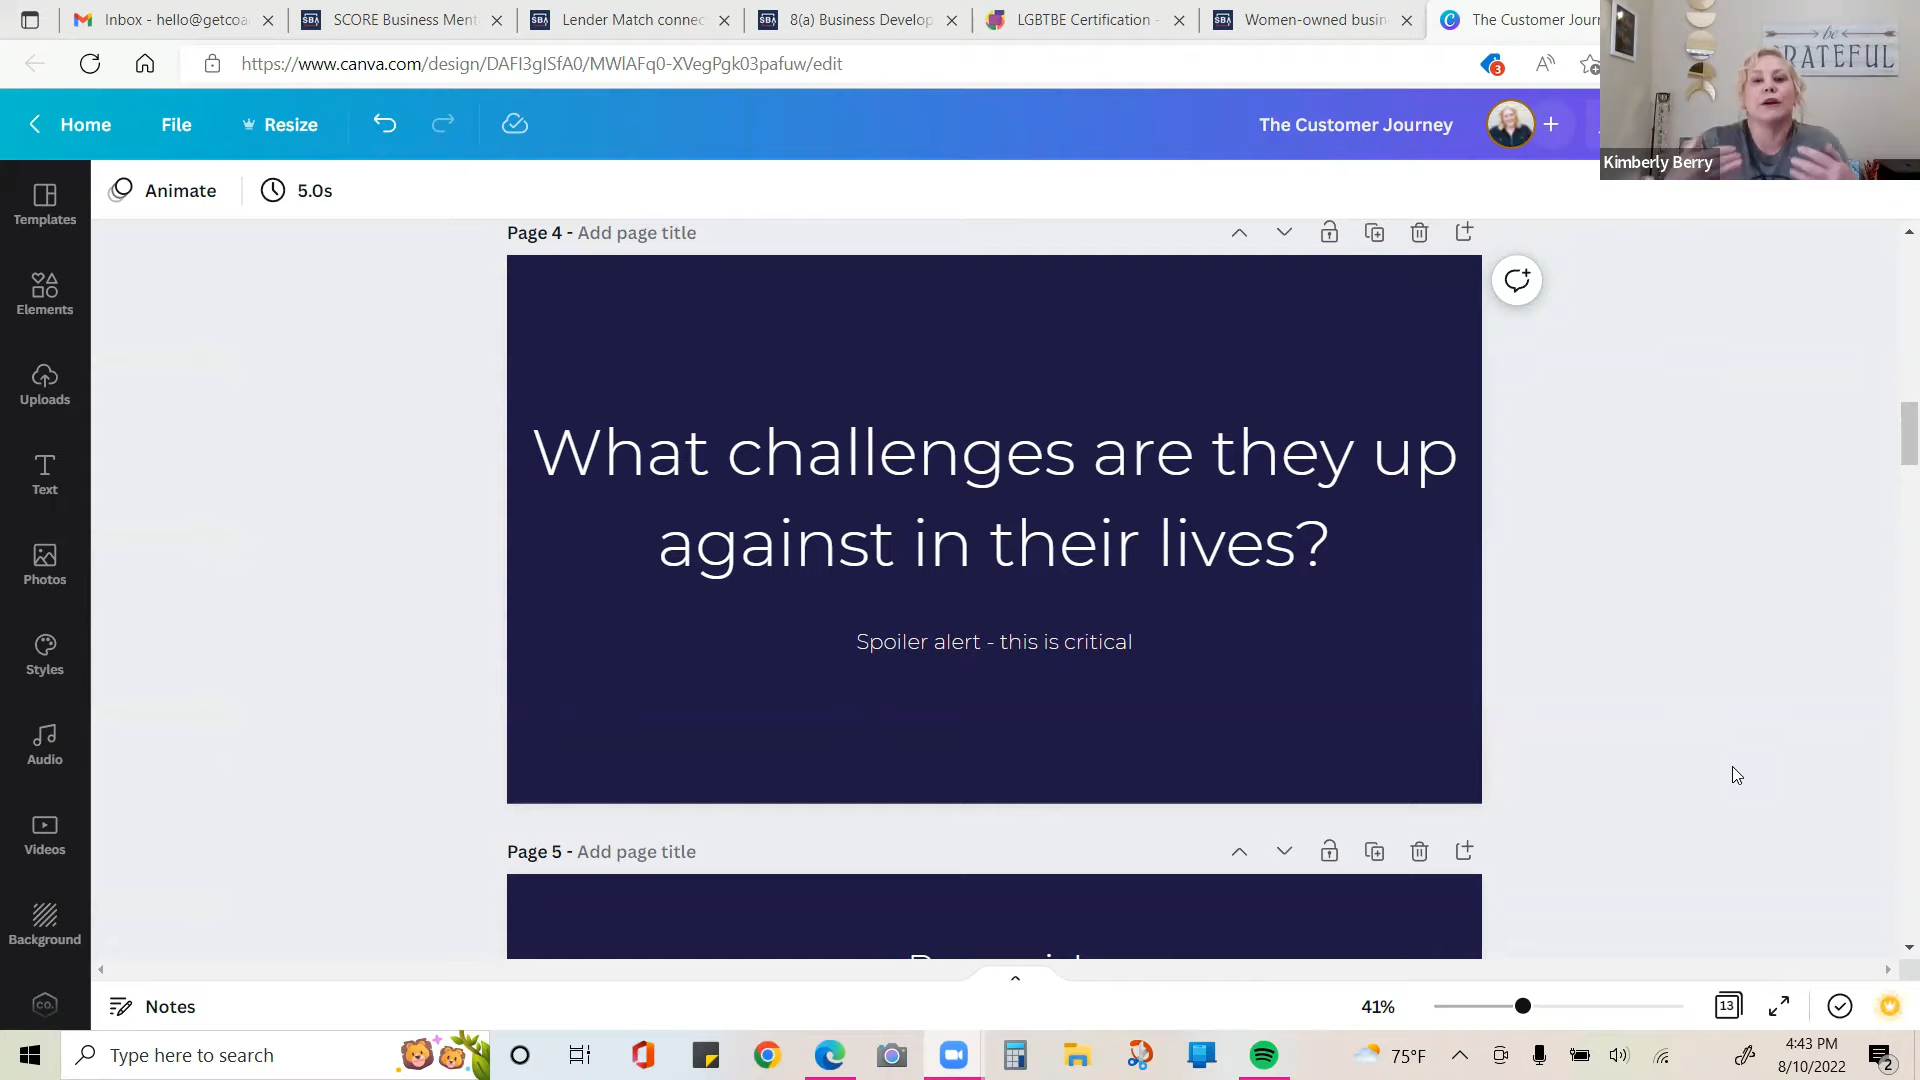 Inbox - hello@getcoa
SCORE Business Ment
Lender Match connec
8(a) Business Develop
LGBTBE Certification -
Women-owned busin
The Customer Jour
https://www.canva.com/design/DAFI3gISfA0/MWlAFq0-XVegPgk03pafuw/edit
3
be
GRATEFUL
Kimberly Berry
Home
File
Resize
The Customer Journey
Animate
5.0s
Templates
Elements
Uploads
Text
Photos
Styles
Audio
Videos
Background
Page 4 - Add page title
What challenges are they up
against in their lives?
Spoiler alert - this is critical
Page 5 - Add page title
Notes
41%
13
Type here to search
75°F
4:43 PM
8/10/2022
2